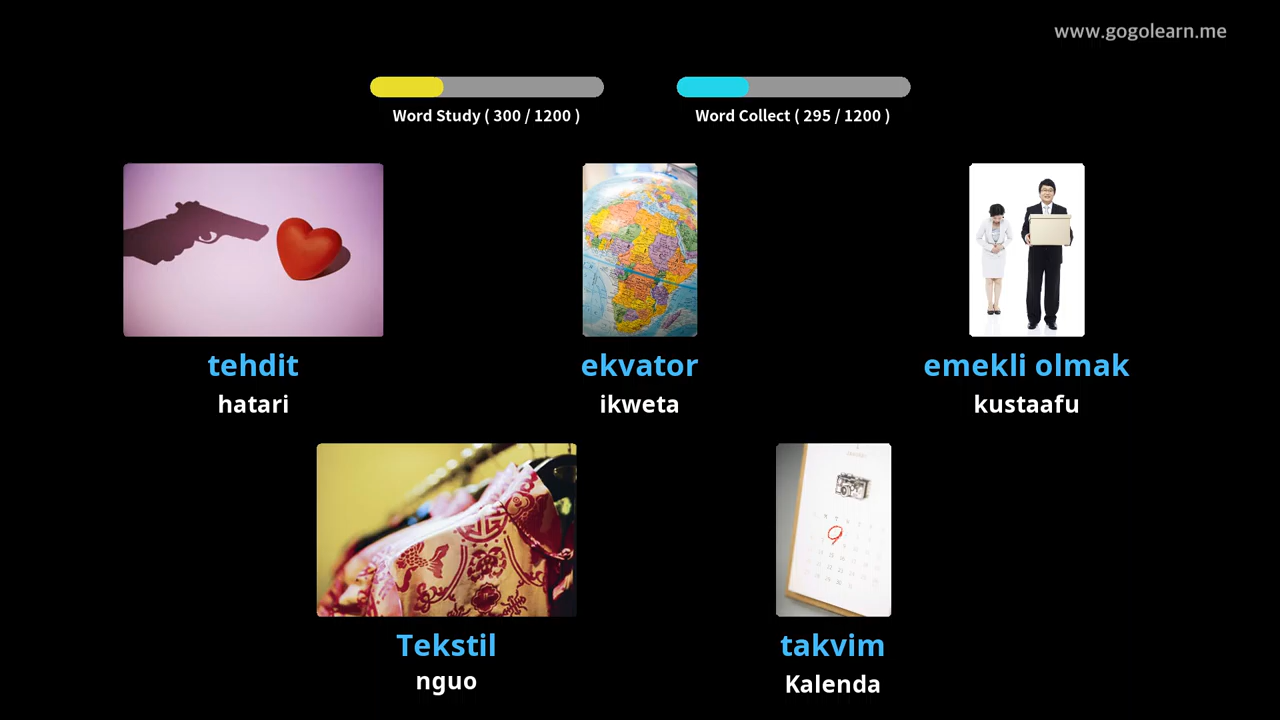 www.gogolearn.me
Word Study ( 300 / 1200 )
Word Collect ( 295 / 1200 )
tehdit
hatari
ekvator
ikweta
emekli olmak
kustaafu
Tekstil
nguo
takvim
Kalenda